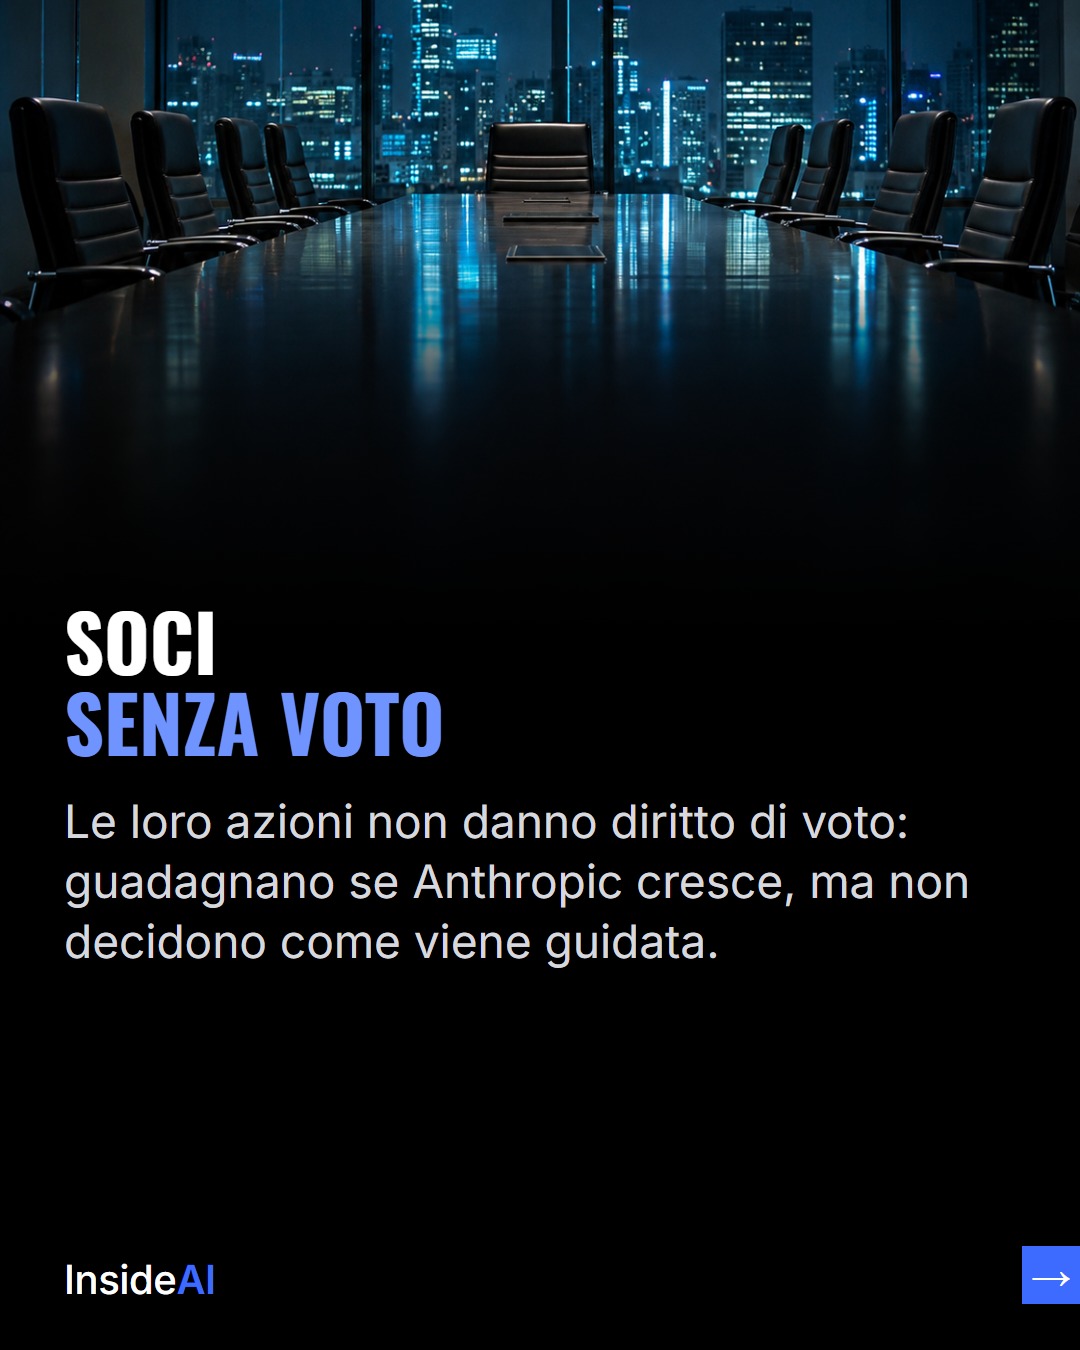 SOCI
SENZA VOTO
Le loro azioni non danno diritto di voto:
guadagnano se Anthropic cresce, ma non
decidono come viene guidata.
InsideAI
→